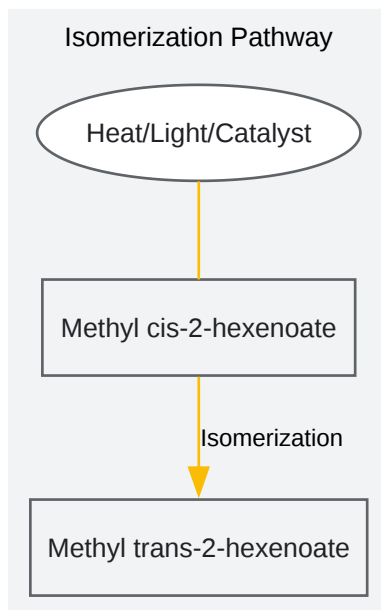 Isomerization Pathway
Heat/Light/Catalyst
Methyl cis-2-hexenoate
Isomerization
Methyl trans-2-hexenoate